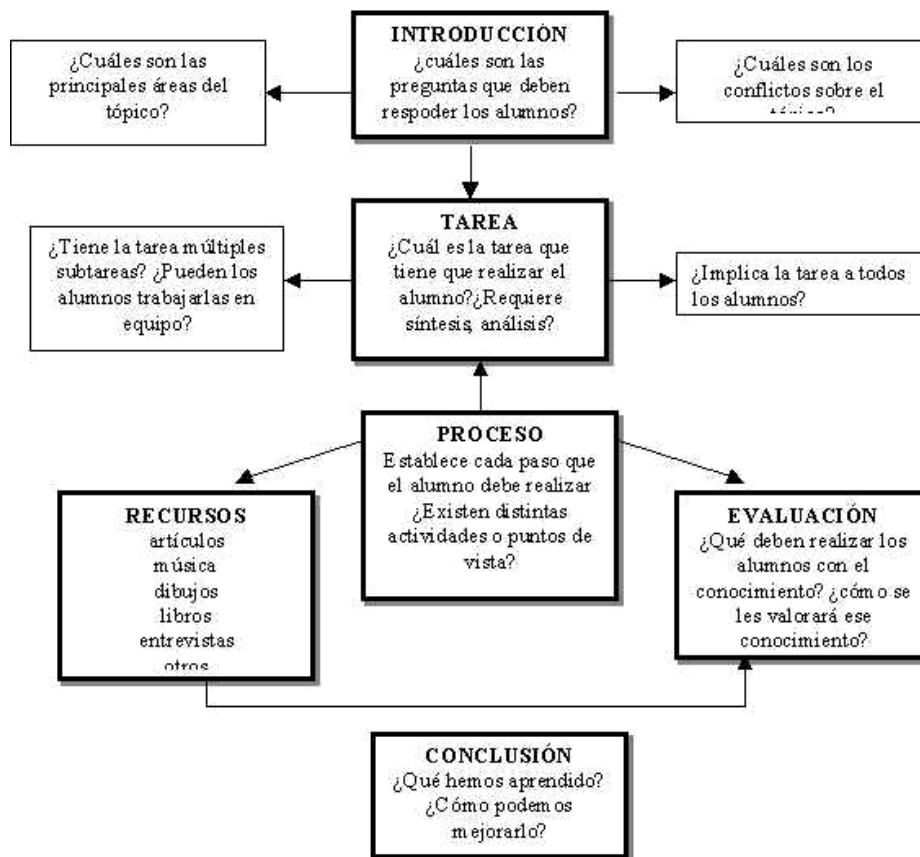 INTRODUCCIÓN
¿cuáles son las
preguntas que deben
respoder los alumnos?
¿Cuáles son las
principales áreas del
tópico?
¿Cuáles son los
conflictos sobre el
tópico?
TAREA
¿Cuál es la tarea que
tiene que realizar el
alumno?¿Requiere
síntesis, análisis?
¿Tiene la tarea múltiples
subtareas? ¿Pueden los
alumnos trabajarlas en
equipo?
¿Implica la tarea a todos
los alumnos?
PROCESO
Establece cada paso que
el alumno debe realizar
¿Existen distintas
actividades o puntos de
vista?
RECURSOS
artículos
música
dibujos
libros
entrevistas
otros
EVALUACIÓN
¿Qué deben realizar los
alumnos con el
conocimiento? ¿cómo se
les valorará ese
conocimiento?
CONCLUSIÓN
¿Qué hemos aprendido?
¿Cómo podemos
mejorarlo?